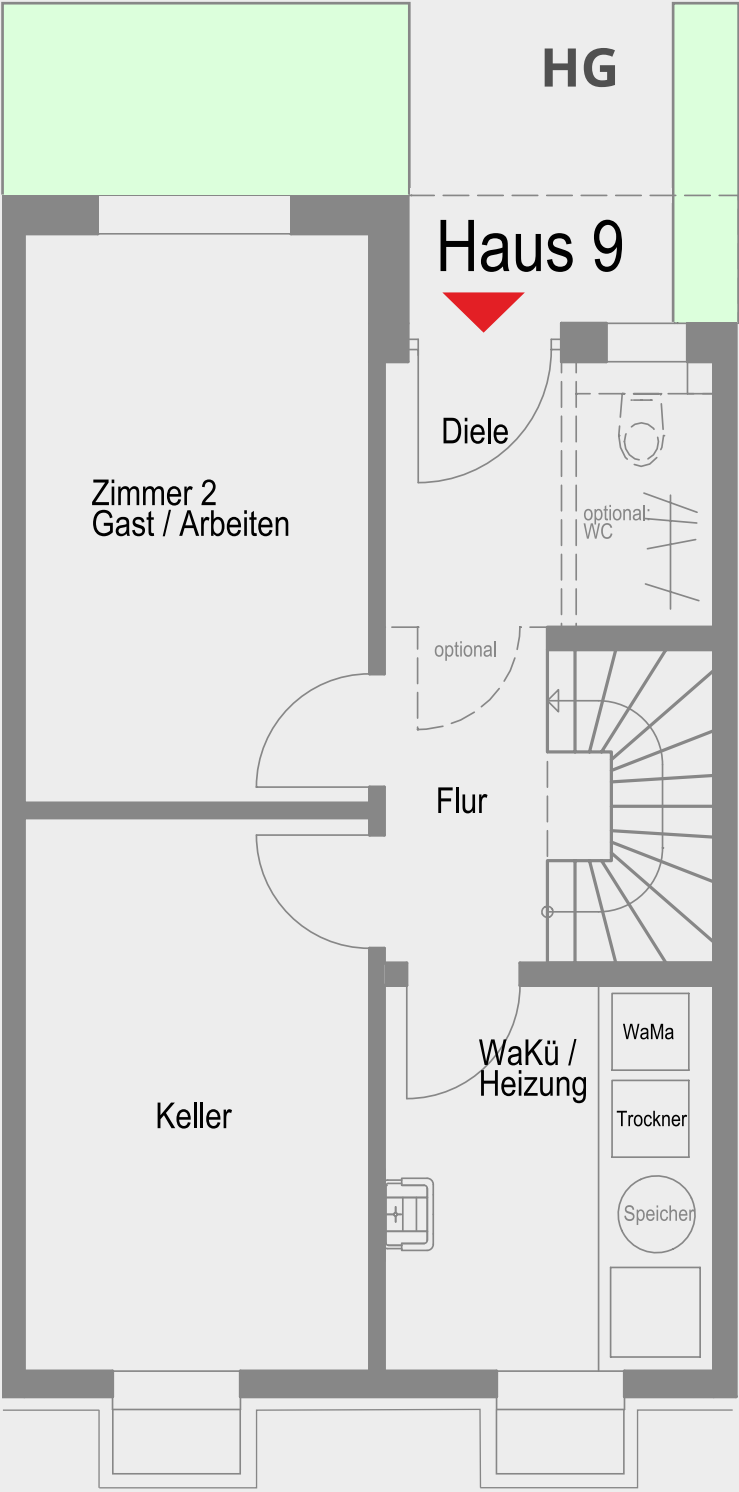 HG
Haus 9
Diele
Zimmer 2
Gast / Arbeiten
optional:
WC
optional
Flur
WaKü /
Heizung
WaMa
Trockner
Keller
Speicher